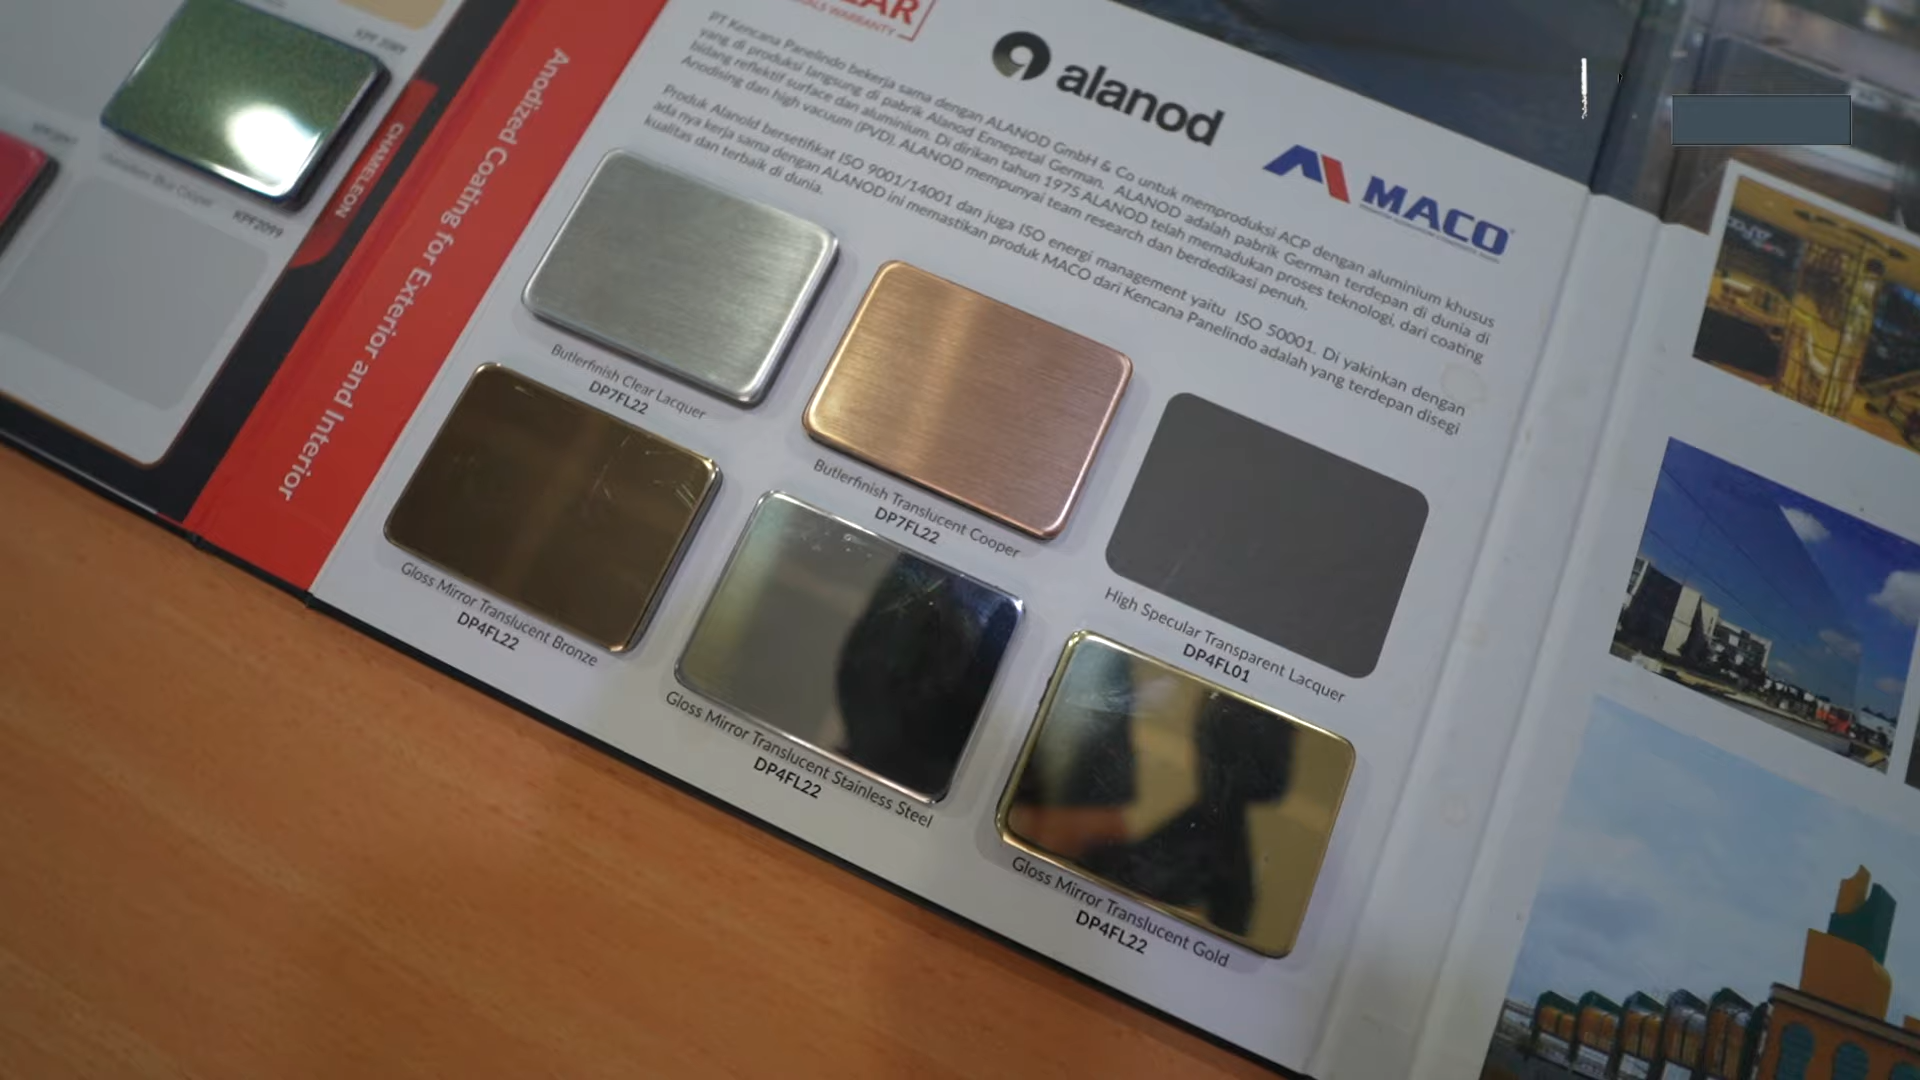 KPF2099
CHAMELEON
Anodized Coating for Exterior and Interior
WARRANTY
alanod
MACO
PT Kencana Panelindo bekerja sama dengan ALANOD GmbH & Co untuk memproduksi ACP dengan aluminium khusus
yang di produksi langsung di pabrik Alanod Ennepetal German. ALANOD adalah pabrik German terdepan di dunia di
bidang reflektif surface dan aluminium. Di dirikan tahun 1975 ALANOD telah memadukan proses teknologi, dari coating
Anodising dan high vacuum (PVD), ALANOD mempunyai team research dan berdedikasi penuh.
Produk Alanold bersetifikat ISO 9001/14001 dan juga ISO energi management yaitu ISO 50001. Di yakinkan dengan
ada nya kerja sama dengan ALANOD ini memastikan produk MACO dari Kencana Panelindo adalah yang terdepan disegi
kualitas dan terbaik di dunia.
Butlerfinish Clear Lacquer
DP7FL22
Butlerfinish Translucent Cooper
DP7FL22
High Specular Transparent Lacquer
DP4FL01
Gloss Mirror Translucent Bronze
DP4FL22
Gloss Mirror Translucent Stainless Steel
DP4FL22
Gloss Mirror Translucent Gold
DP4FL22